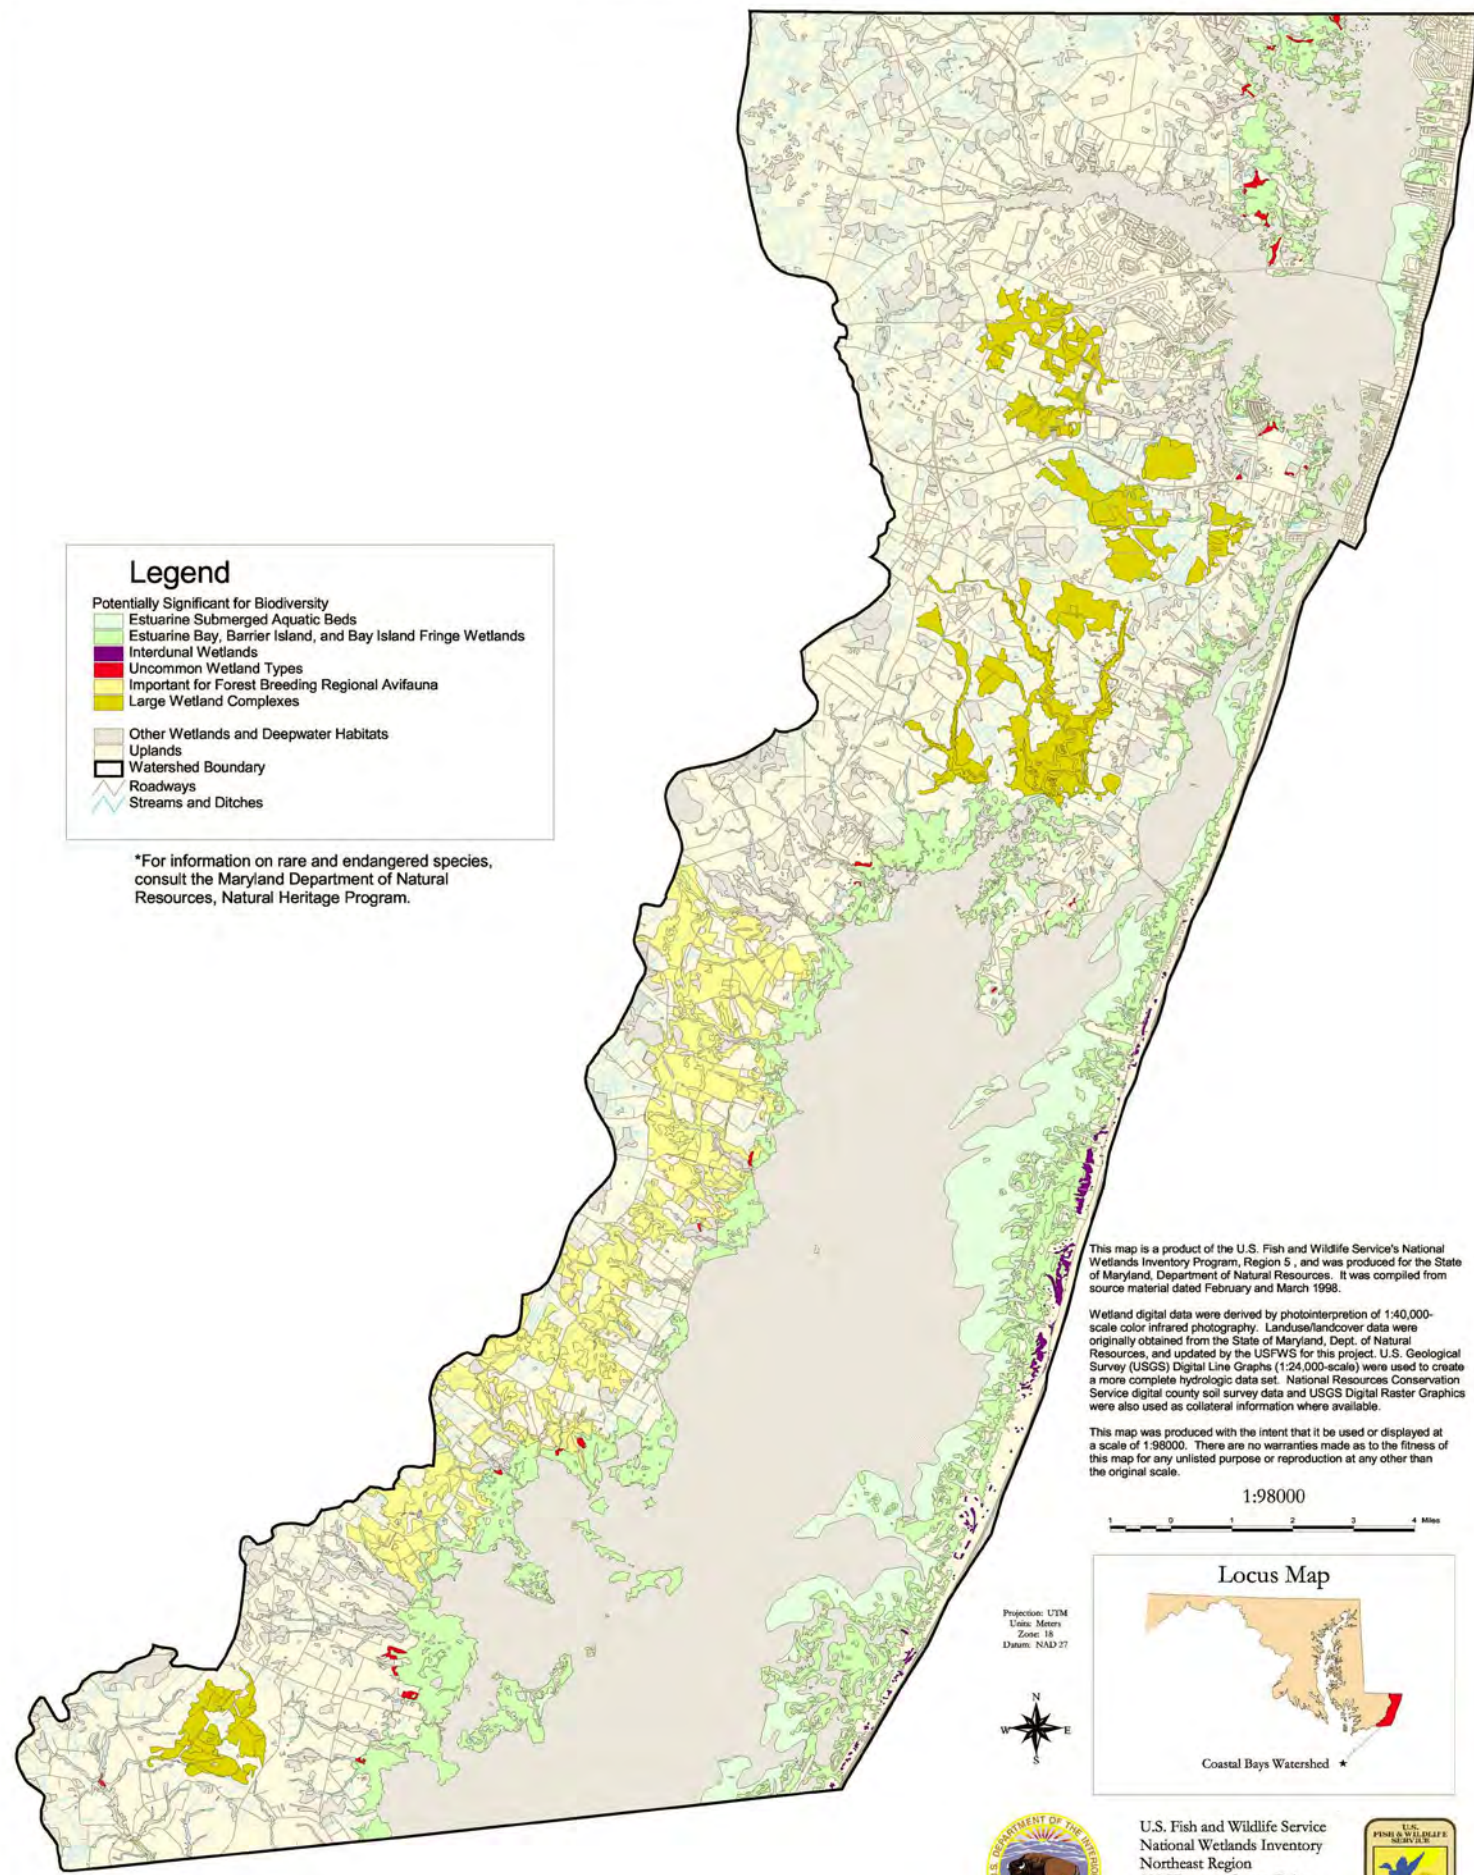 Legend
Potentially Significant for Biodiversity
Estuarine Submerged Aquatic Beds
Estuarine Bay, Barrier Island, and Bay Island Fringe Wetlands
Interdunal Wetlands
Uncommon Wetland Types
Important for Forest Breeding Regional Avifauna
Large Wetland Complexes
Other Wetlands and Deepwater Habitats
Uplands
Watershed Boundary
Roadways
Streams and Ditches
*For information on rare and endangered species,
consult the Maryland Department of Natural
Resources, Natural Heritage Program.
This map is a product of the U.S. Fish and Wildlife Service's National
Wetlands Inventory Program, Region 5 , and was produced for the State
of Maryland, Department of Natural Resources. It was compiled from
source material dated February and March 1998.
Wetland digital data were derived by photointerpretion of 1:40,000-
scale color infrared photography. Landuse/landcover data were
originally obtained from the State of Maryland, Dept. of Natural
Resources, and updated by the USFWS for this project. U.S. Geological
Survey (USGS) Digital Line Graphs (1:24,000-scale) were used to create
a more complete hydrologic data set. National Resources Conservation
Service digital county soil survey data and USGS Digital Raster Graphics
were also used as collateral information where available.
This map was produced with the intent that it be used or displayed at
a scale of 1:98000. There are no warranties made as to the fitness of
this map for any unlisted purpose or reproduction at any other than
the original scale.
1:98000
1 0 1 2 3 4 Miles
Locus Map
Coastal Bays Watershed
Projection: UTM
Units: Meters
Zone: 18
Datum: NAD 27
N
W E
S
U.S. DEPARTMENT OF THE INTERIOR
U.S. Fish and Wildlife Service
National Wetlands Inventory
Northeast Region
U.S.
FISH & WILDLIFE
SERVICE